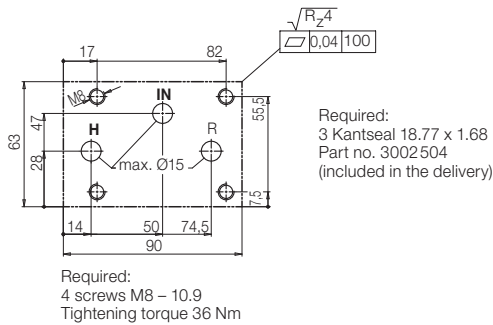 √Rz4
⏥ 0,04 100
17 82
M8
IN
H R
max. Ø15
63
47
28
55,5
7,5
14 50 74,5
90
Required:
3 Kantseal 18.77 x 1.68
Part no. 3002504
(included in the delivery)
Required:
4 screws M8 – 10.9
Tightening torque 36 Nm